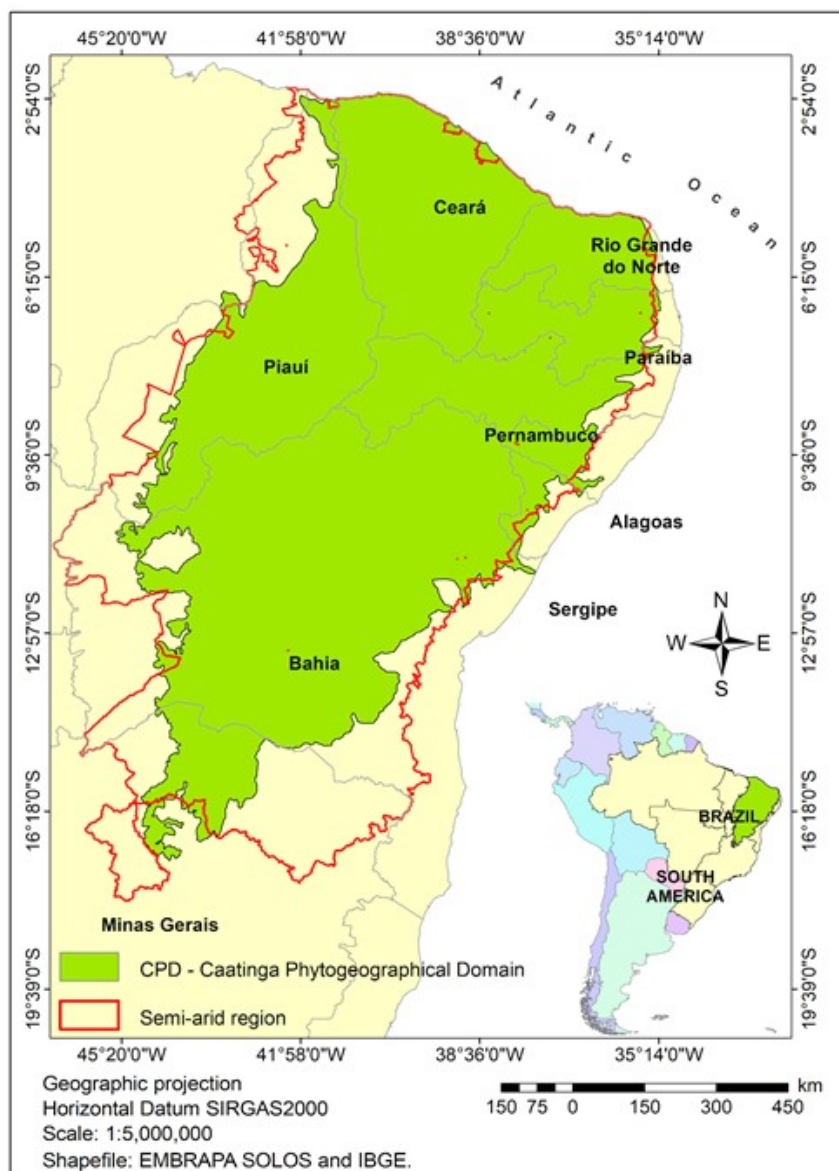 45°20'0"W 41°58'0"W 38°36'0"W 35°14'0"W
2°54'0"S
2°54'0"S
Atlantic Ocean
Ceará
Rio Grande
do Norte
6°15'0"S
6°15'0"S
Piauí
Paraíba
Pernambuco
9°36'0"S
9°36'0"S
Alagoas
Sergipe
12°57'0"S
12°57'0"S
N
W E
S
Bahia
16°18'0"S
16°18'0"S
BRAZIL
SOUTH
AMERICA
Minas Gerais
CPD - Caatinga Phytogeographical Domain
19°39'0"S
19°39'0"S
Semi-arid region
45°20'0"W 41°58'0"W 38°36'0"W 35°14'0"W
Geographic projection
Horizontal Datum SIRGAS2000
Scale: 1:5,000,000
Shapefile: EMBRAPA SOLOS and IBGE.
km
150 75 0 150 300 450